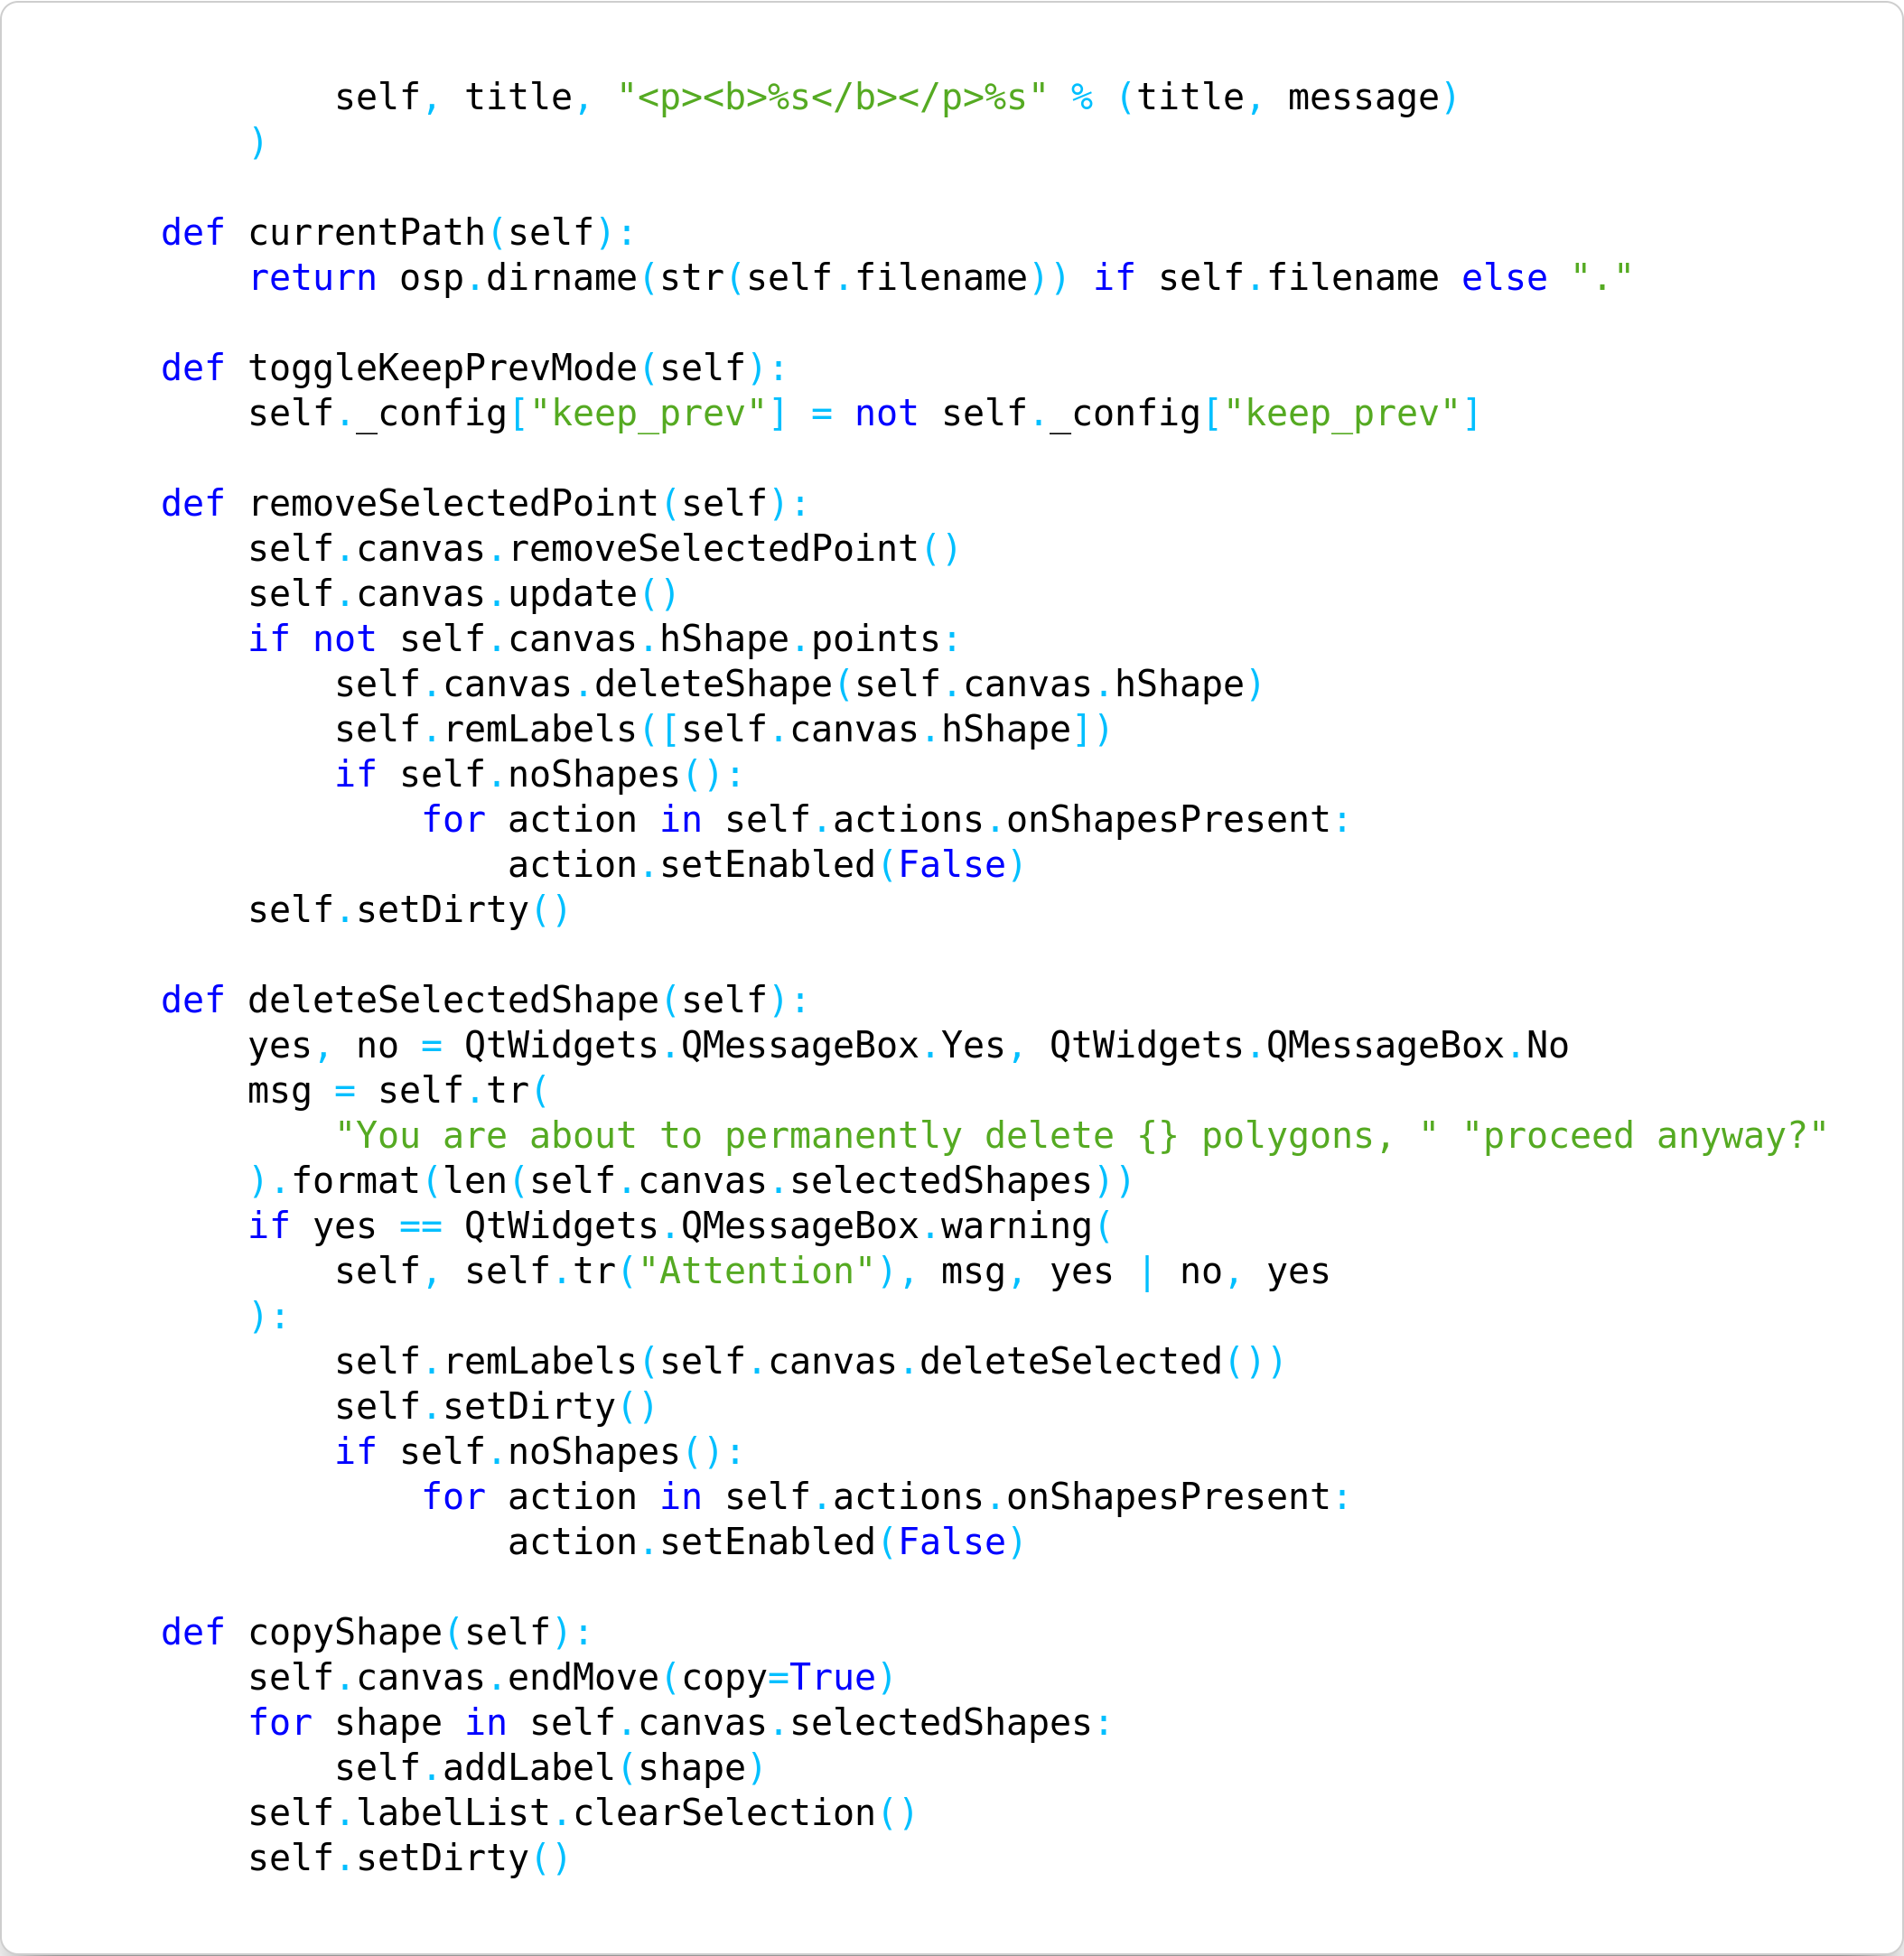 self, title, "<p><b>%s</b></p>%s" % (title, message)
        )

    def currentPath(self):
        return osp.dirname(str(self.filename)) if self.filename else "."

    def toggleKeepPrevMode(self):
        self._config["keep_prev"] = not self._config["keep_prev"]

    def removeSelectedPoint(self):
        self.canvas.removeSelectedPoint()
        self.canvas.update()
        if not self.canvas.hShape.points:
            self.canvas.deleteShape(self.canvas.hShape)
            self.remLabels([self.canvas.hShape])
            if self.noShapes():
                for action in self.actions.onShapesPresent:
                    action.setEnabled(False)
        self.setDirty()

    def deleteSelectedShape(self):
        yes, no = QtWidgets.QMessageBox.Yes, QtWidgets.QMessageBox.No
        msg = self.tr(
            "You are about to permanently delete {} polygons, " "proceed anyway?"
        ).format(len(self.canvas.selectedShapes))
        if yes == QtWidgets.QMessageBox.warning(
            self, self.tr("Attention"), msg, yes | no, yes
        ):
            self.remLabels(self.canvas.deleteSelected())
            self.setDirty()
            if self.noShapes():
                for action in self.actions.onShapesPresent:
                    action.setEnabled(False)

    def copyShape(self):
        self.canvas.endMove(copy=True)
        for shape in self.canvas.selectedShapes:
            self.addLabel(shape)
        self.labelList.clearSelection()
        self.setDirty()